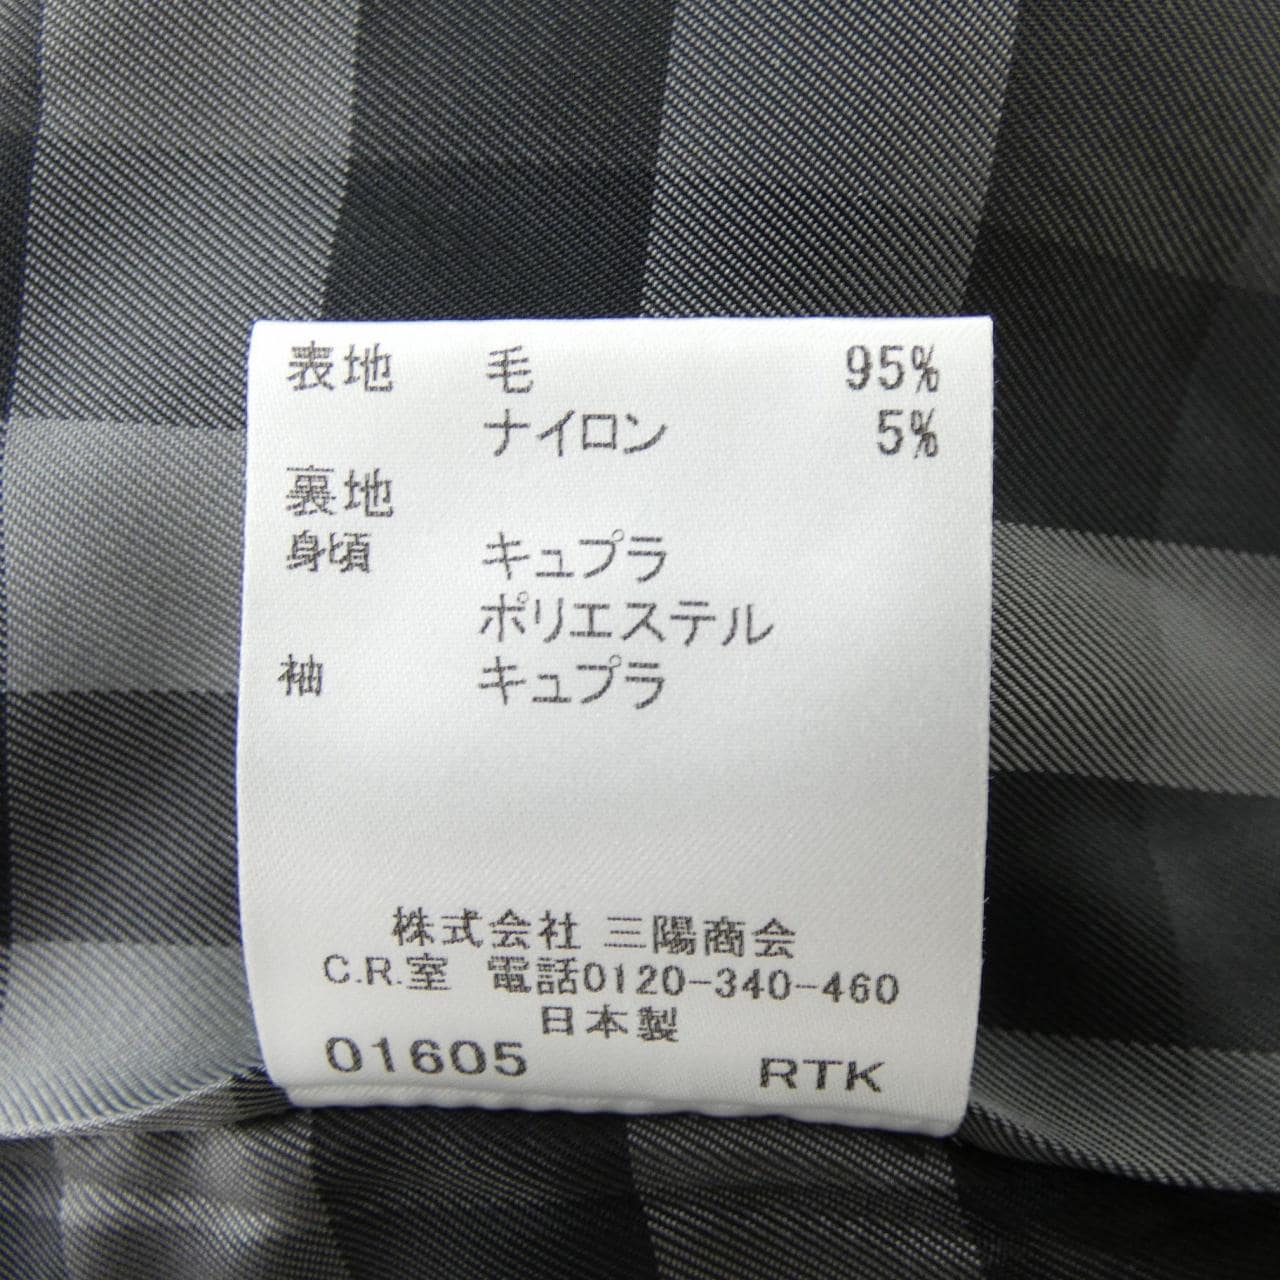 表地 毛 95%
ナイロン 5%
裏地
身頃 キュプラ
ポリエステル
袖 キュプラ
株式会社 三陽商会
C.R.室 電話0120-340-460
日本製
01605 RTK